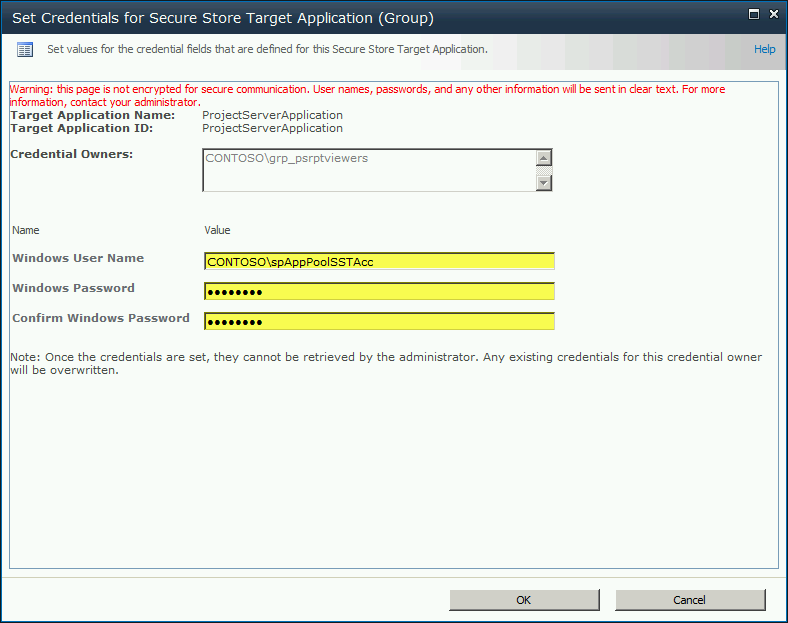 Set Credentials for Secure Store Target Application (Group)
Set values for the credential fields that are defined for this Secure Store Target Application.
Help
Warning: this page is not encrypted for secure communication. User names, passwords, and any other information will be sent in clear text. For more
information, contact your administrator.
Target Application Name: ProjectServerApplication
Target Application ID: ProjectServerApplication
Credential Owners: CONTOSO\grp_psrptviewers
Name Value
Windows User Name CONTOSO\spAppPoolSSTAcc
Windows Password ••••••••
Confirm Windows Password ••••••••
Note: Once the credentials are set, they cannot be retrieved by the administrator. Any existing credentials for this credential owner
will be overwritten.
OK Cancel